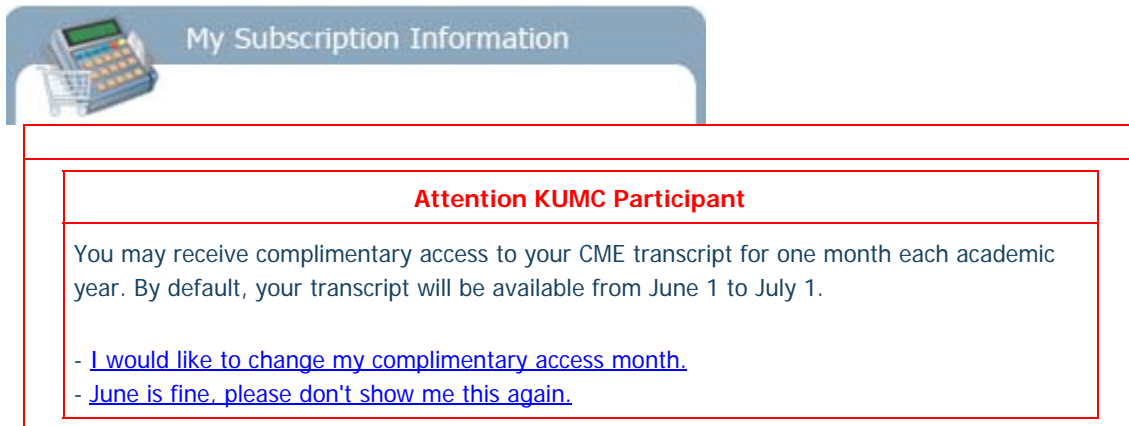 My Subscription Information
Attention KUMC Participant
You may receive complimentary access to your CME transcript for one month each academic
year. By default, your transcript will be available from June 1 to July 1.
- I would like to change my complimentary access month.
- June is fine, please don't show me this again.